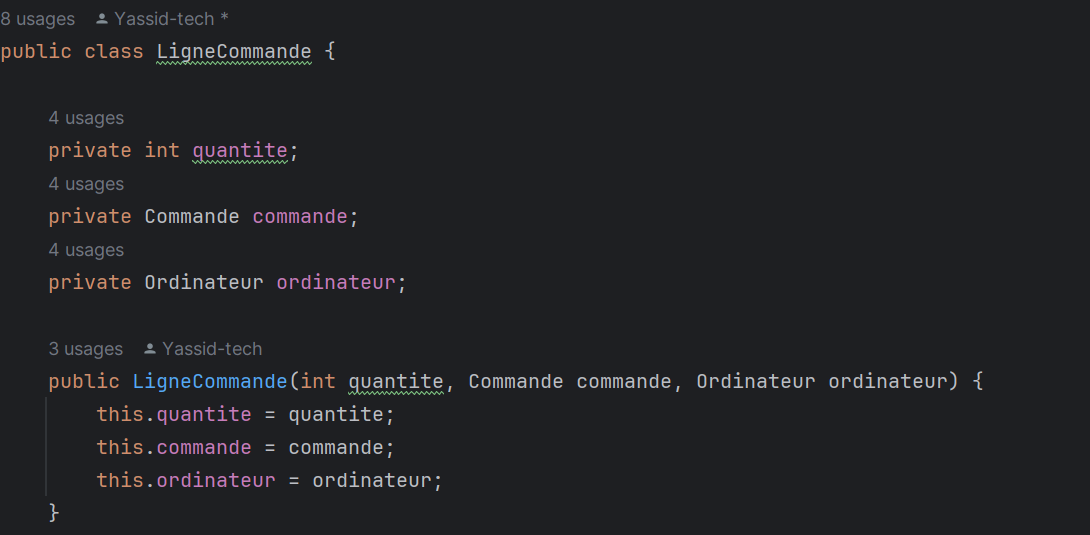 8 usages Yassid-tech *
public class LigneCommande {
4 usages
private int quantite;
4 usages
private Commande commande;
4 usages
private Ordinateur ordinateur;
3 usages Yassid-tech
public LigneCommande(int quantite, Commande commande, Ordinateur ordinateur) {
this.quantite = quantite;
this.commande = commande;
this.ordinateur = ordinateur;
}